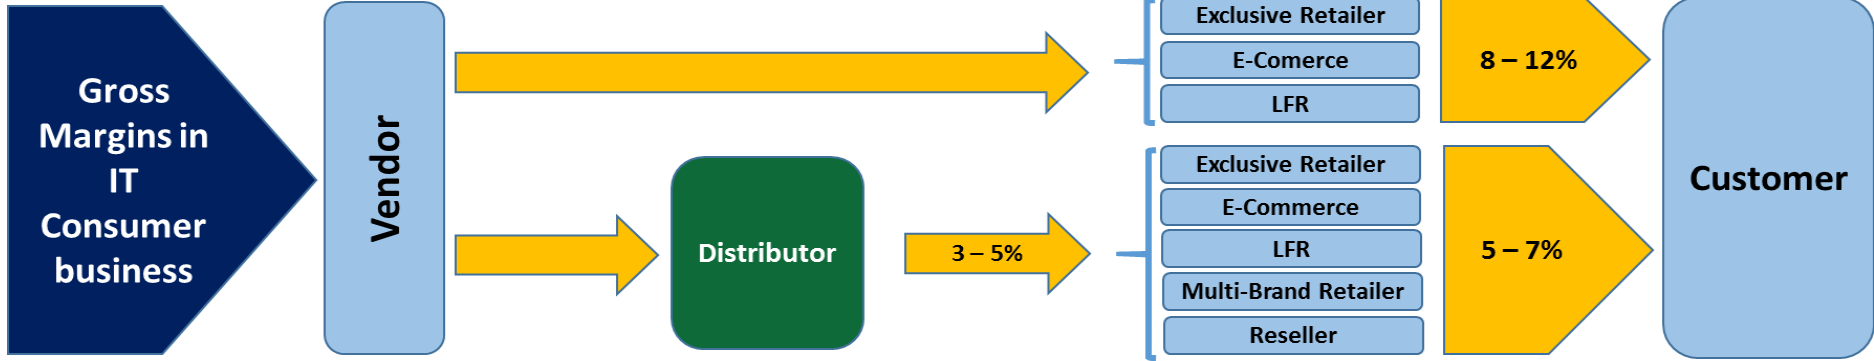 Gross
Margins in
IT
Consumer
business
Vendor
Exclusive Retailer
E-Comerce
LFR
8 – 12%
Distributor
3 – 5%
Exclusive Retailer
E-Commerce
LFR
Multi-Brand Retailer
Reseller
5 – 7%
Customer